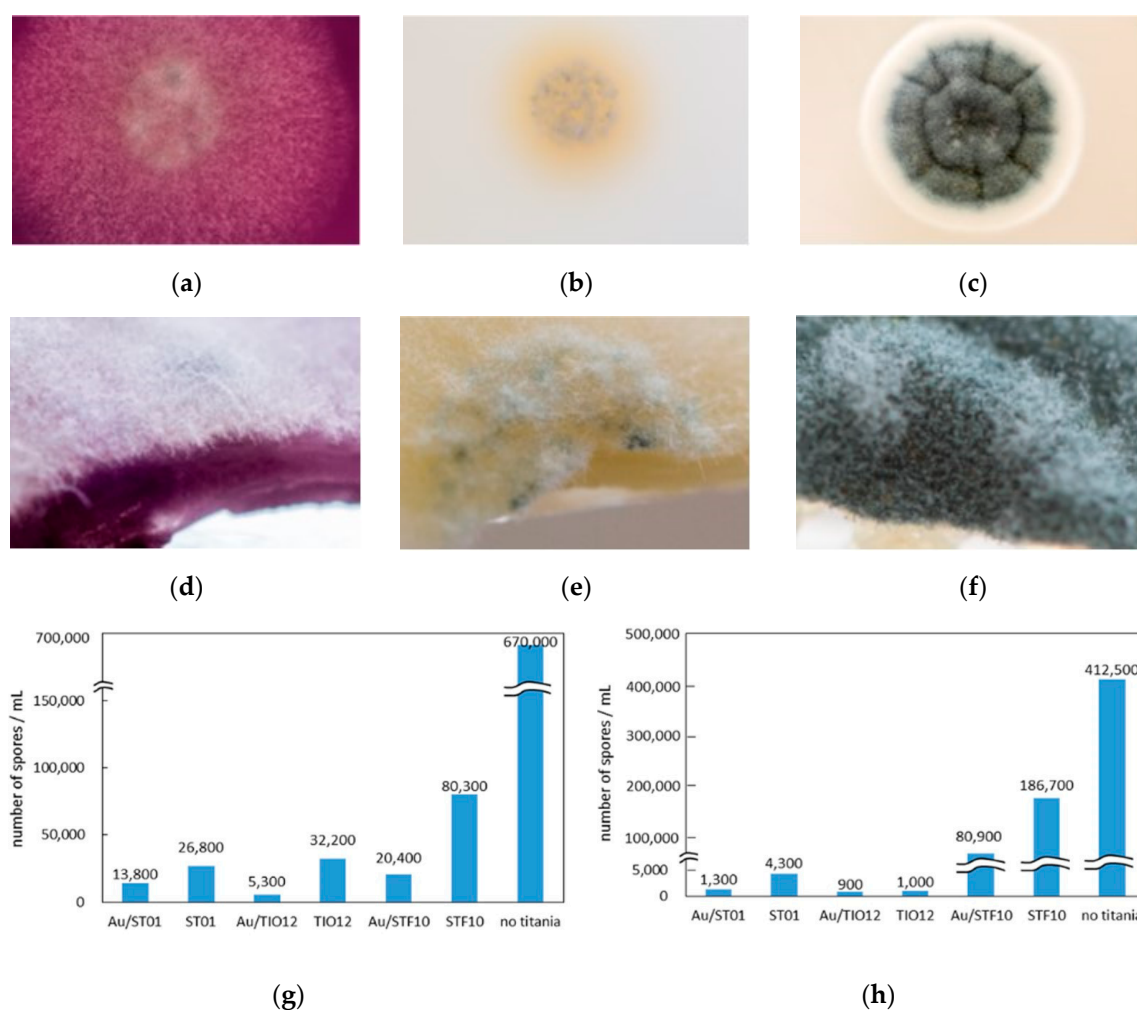 (a)
(b)
(c)
(d)
(e)
(f)
number of spores / mL
700,000
150,000
100,000
50,000
0
13,800
26,800
5,300
32,200
20,400
80,300
670,000
Au/ST01
ST01
Au/TIO12
TIO12
Au/STF10
STF10
no titania
(g)
number of spores / mL
500,000
400,000
300,000
200,000
100,000
5,000
0
1,300
4,300
900
1,000
80,900
186,700
412,500
Au/ST01
ST01
Au/TIO12
TIO12
Au/STF10
STF10
no titania
(h)